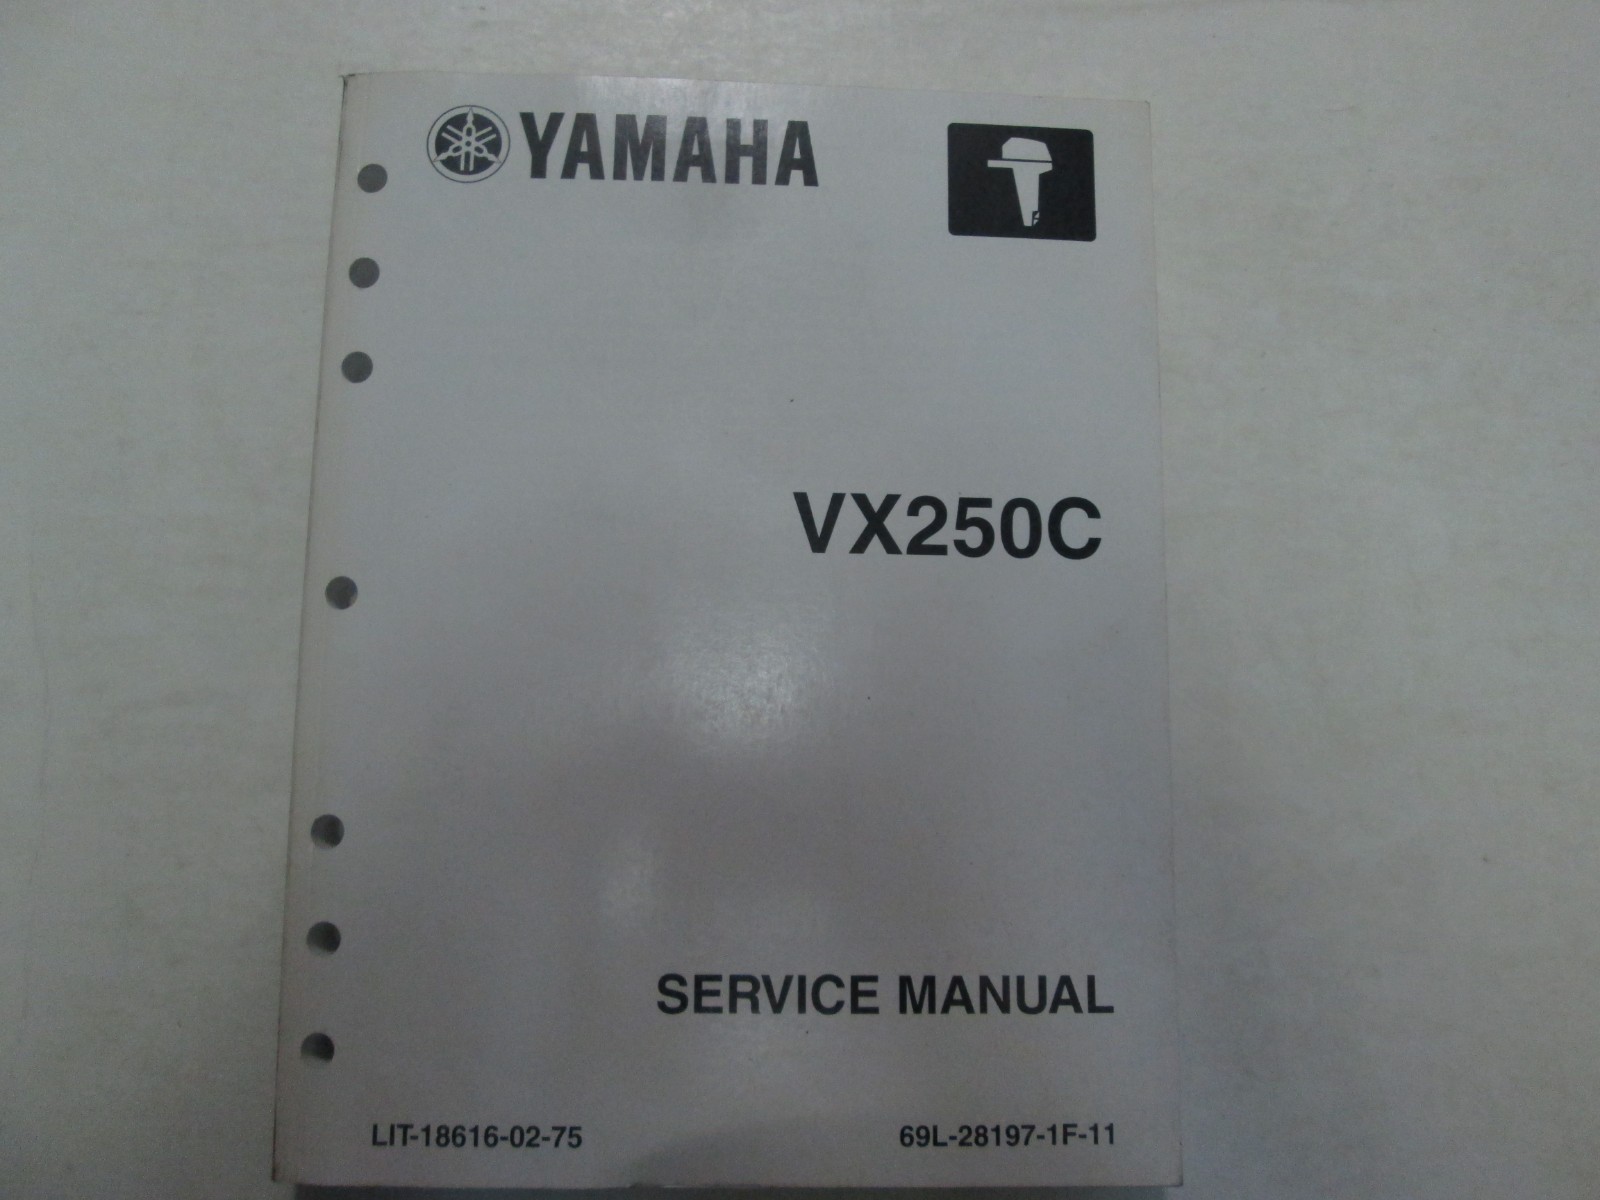 YAMAHA
VX250C
SERVICE MANUAL
LIT-18616-02-75
69L-28197-1F-11